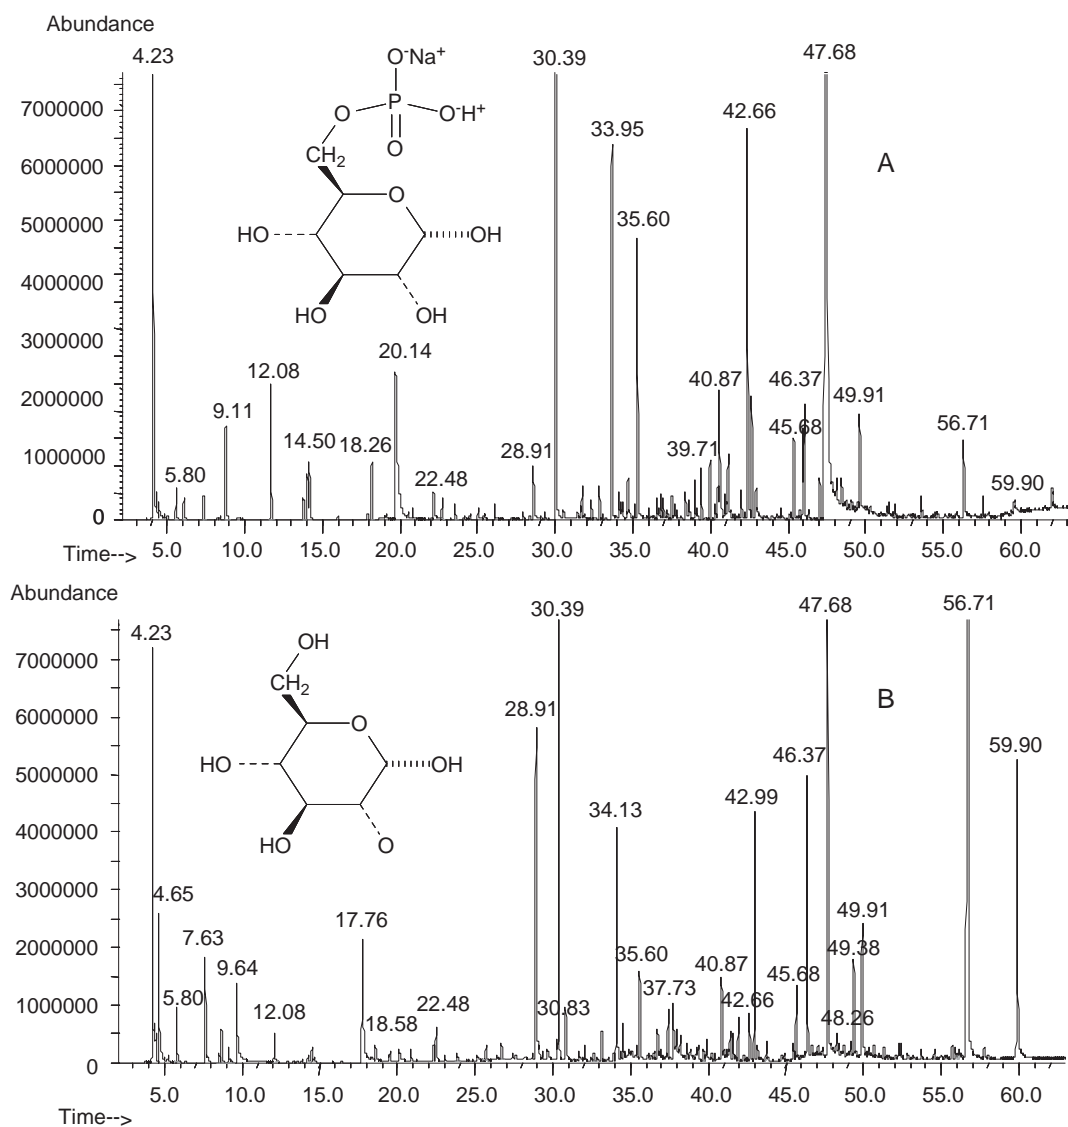 Abundance
4.23
30.39
47.68
O-Na+
7000000
42.66
O
P
O-H+
33.95
6000000
O
CH2
A
5000000
O
35.60
HO
OH
4000000
HO
OH
3000000
20.14
12.08
40.87
46.37
2000000
9.11
49.91
14.50
18.26
45.68
56.71
39.71
1000000
28.91
5.80
22.48
59.90
0
5.0 10.0 15.0 20.0 25.0 30.0 35.0 40.0 45.0 50.0 55.0 60.0
Time-->
Abundance
30.39
47.68
56.71
4.23
OH
7000000
CH2
28.91
B
6000000
O
59.90
46.37
HO
OH
5000000
42.99
34.13
4000000
HO
O
3000000
4.65
17.76
49.91
7.63
2000000
35.60
49.38
9.64
40.87
45.68
37.73
5.80
12.08
22.48
30.83
42.66
1000000
18.58
48.26
0
5.0 10.0 15.0 20.0 25.0 30.0 35.0 40.0 45.0 50.0 55.0 60.0
Time-->